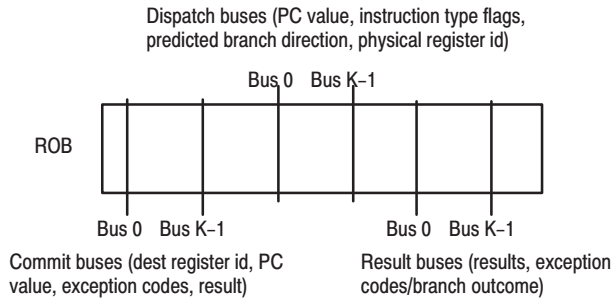 Dispatch buses (PC value, instruction type flags,
predicted branch direction, physical register id)
Bus 0 Bus K–1
ROB
Bus 0 Bus K–1 Bus 0 Bus K–1
Commit buses (dest register id, PC
value, exception codes, result)
Result buses (results, exception
codes/branch outcome)